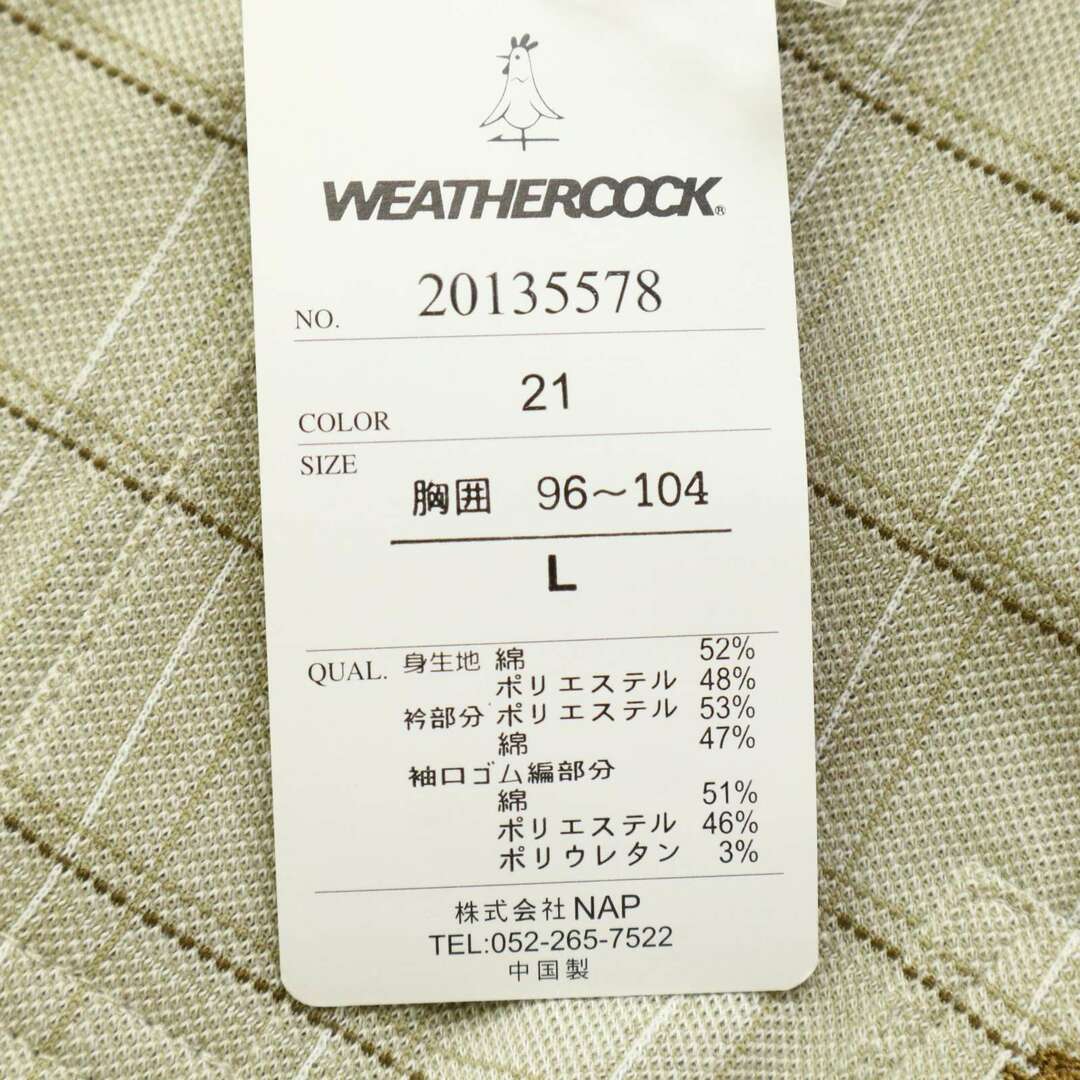 WEATHERCOCK®
NO. 20135578
COLOR 21
SIZE
胸囲 96～104
L
QUAL. 身生地 綿 52%
ポリエステル 48%
衿部分 ポリエステル 53%
綿 47%
袖口ゴム編部分
綿 51%
ポリエステル 46%
ポリウレタン 3%
株式会社 NAP
TEL:052-265-7522
中国製